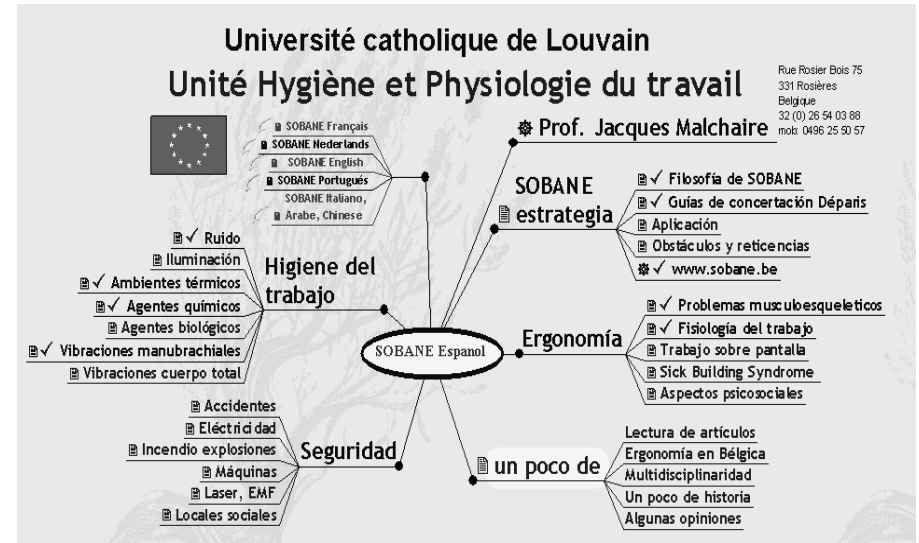 Université catholique de Louvain
Unité Hygiène et Physiologie du travail
Rue Rosier Bois 75
331 Rosières
Belgique
32 (0) 26 54 03 88
mob: 0496 25 50 57
SOBANE Français
SOBANE Nederlands
SOBANE English
SOBANE Portugués
SOBANE Italiano,
Arabe, Chinese
Prof. Jacques Malchaire
SOBANE
estrategia
Filosofía de SOBANE
Guías de concertación Déparis
Aplicación
Obstáculos y reticencias
www.sobane.be
Higiene del
trabajo
Ruido
Iluminación
Ambientes térmicos
Agentes químicos
Agentes biológicos
Vibraciones manubrachiales
Vibraciones cuerpo total
SOBANE Espanol
Ergonomía
Problemas musculoesqueleticos
Fisiología del trabajo
Trabajo sobre pantalla
Sick Building Syndrome
Aspectos psicosociales
Seguridad
Accidentes
Eléctricidad
Incendio explosiones
Máquinas
Laser, EMF
Locales sociales
un poco de
Lectura de artículos
Ergonomía en Bélgica
Multidisciplinaridad
Un poco de historia
Algunas opiniones